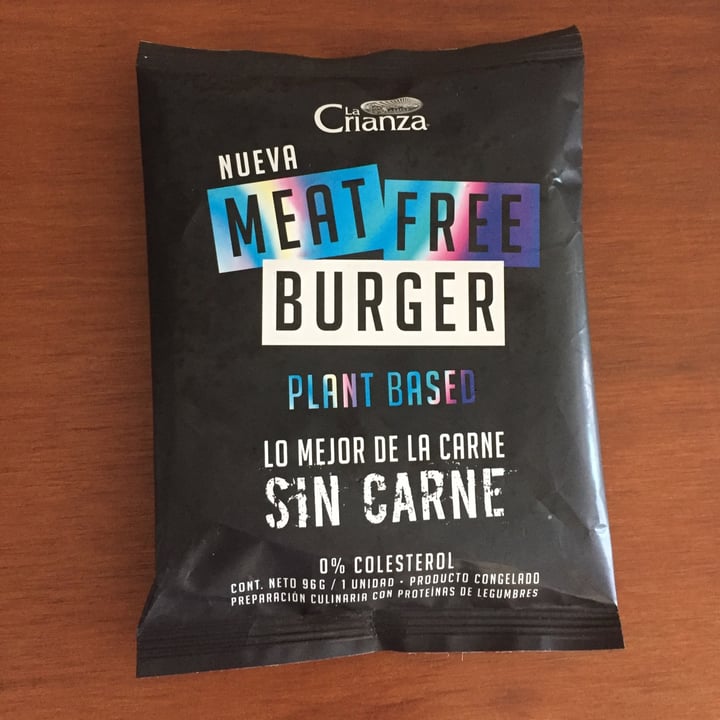 La
Crianza
NUEVA
MEAT FREE
BURGER
PLANT BASED
LO MEJOR DE LA CARNE
SIN CARNE
0% COLESTEROL
CONT. NETO 96G / 1 UNIDAD • PRODUCTO CONGELADO
PREPARACIÓN CULINARIA CON PROTEÍNAS DE LEGUMBRES